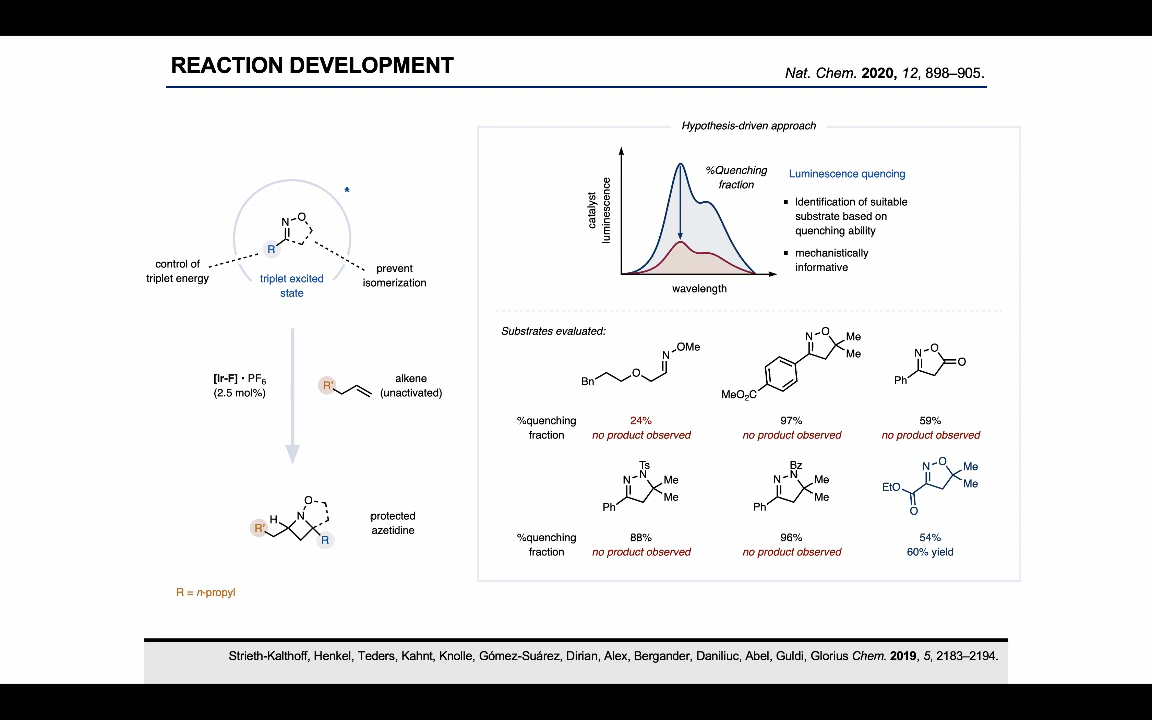 REACTION DEVELOPMENT
Nat. Chem. 2020, 12, 898–905.
*
N O
R
control of
triplet energy
triplet excited
state
prevent
isomerization
[Ir-F] · PF6
(2.5 mol%)
R'
alkene
(unactivated)
O
H N
R'
R
protected
azetidine
R = n-propyl
Hypothesis-driven approach
catalyst
luminescence
%Quenching
fraction
wavelength
Luminescence quencing
▪ Identification of suitable
substrate based on
quenching ability
▪ mechanistically
informative
Substrates evaluated:
Bn O N OMe
MeO2C N O Me
Me
Ph N O O
%quenching
fraction
24%
no product observed
97%
no product observed
59%
no product observed
Ts
N N Me
Me
Ph
Bz
N N Me
Me
Ph
N O Me
Me
EtO
O
%quenching
fraction
88%
no product observed
96%
no product observed
54%
60% yield
Strieth-Kalthoff, Henkel, Teders, Kahnt, Knolle, Gómez-Suárez, Dirian, Alex, Bergander, Daniliuc, Abel, Guldi, Glorius Chem. 2019, 5, 2183–2194.